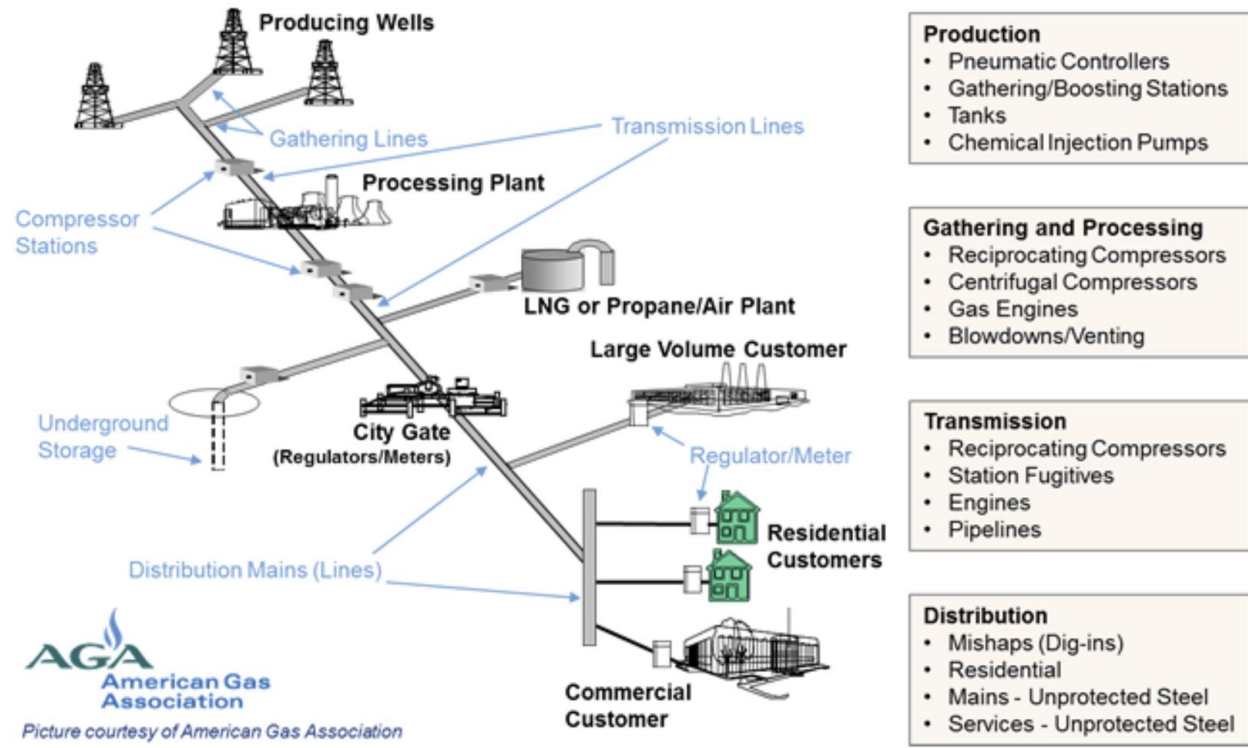 Producing Wells
Gathering Lines
Transmission Lines
Processing Plant
Compressor
Stations
LNG or Propane/Air Plant
Large Volume Customer
Underground
Storage
City Gate
(Regulators/Meters)
Regulator/Meter
Residential
Customers
Distribution Mains (Lines)
Commercial
Customer
AGA
American Gas
Association
Picture courtesy of American Gas Association
Production
• Pneumatic Controllers
• Gathering/Boosting Stations
• Tanks
• Chemical Injection Pumps
Gathering and Processing
• Reciprocating Compressors
• Centrifugal Compressors
• Gas Engines
• Blowdowns/Venting
Transmission
• Reciprocating Compressors
• Station Fugitives
• Engines
• Pipelines
Distribution
• Mishaps (Dig-ins)
• Residential
• Mains - Unprotected Steel
• Services - Unprotected Steel